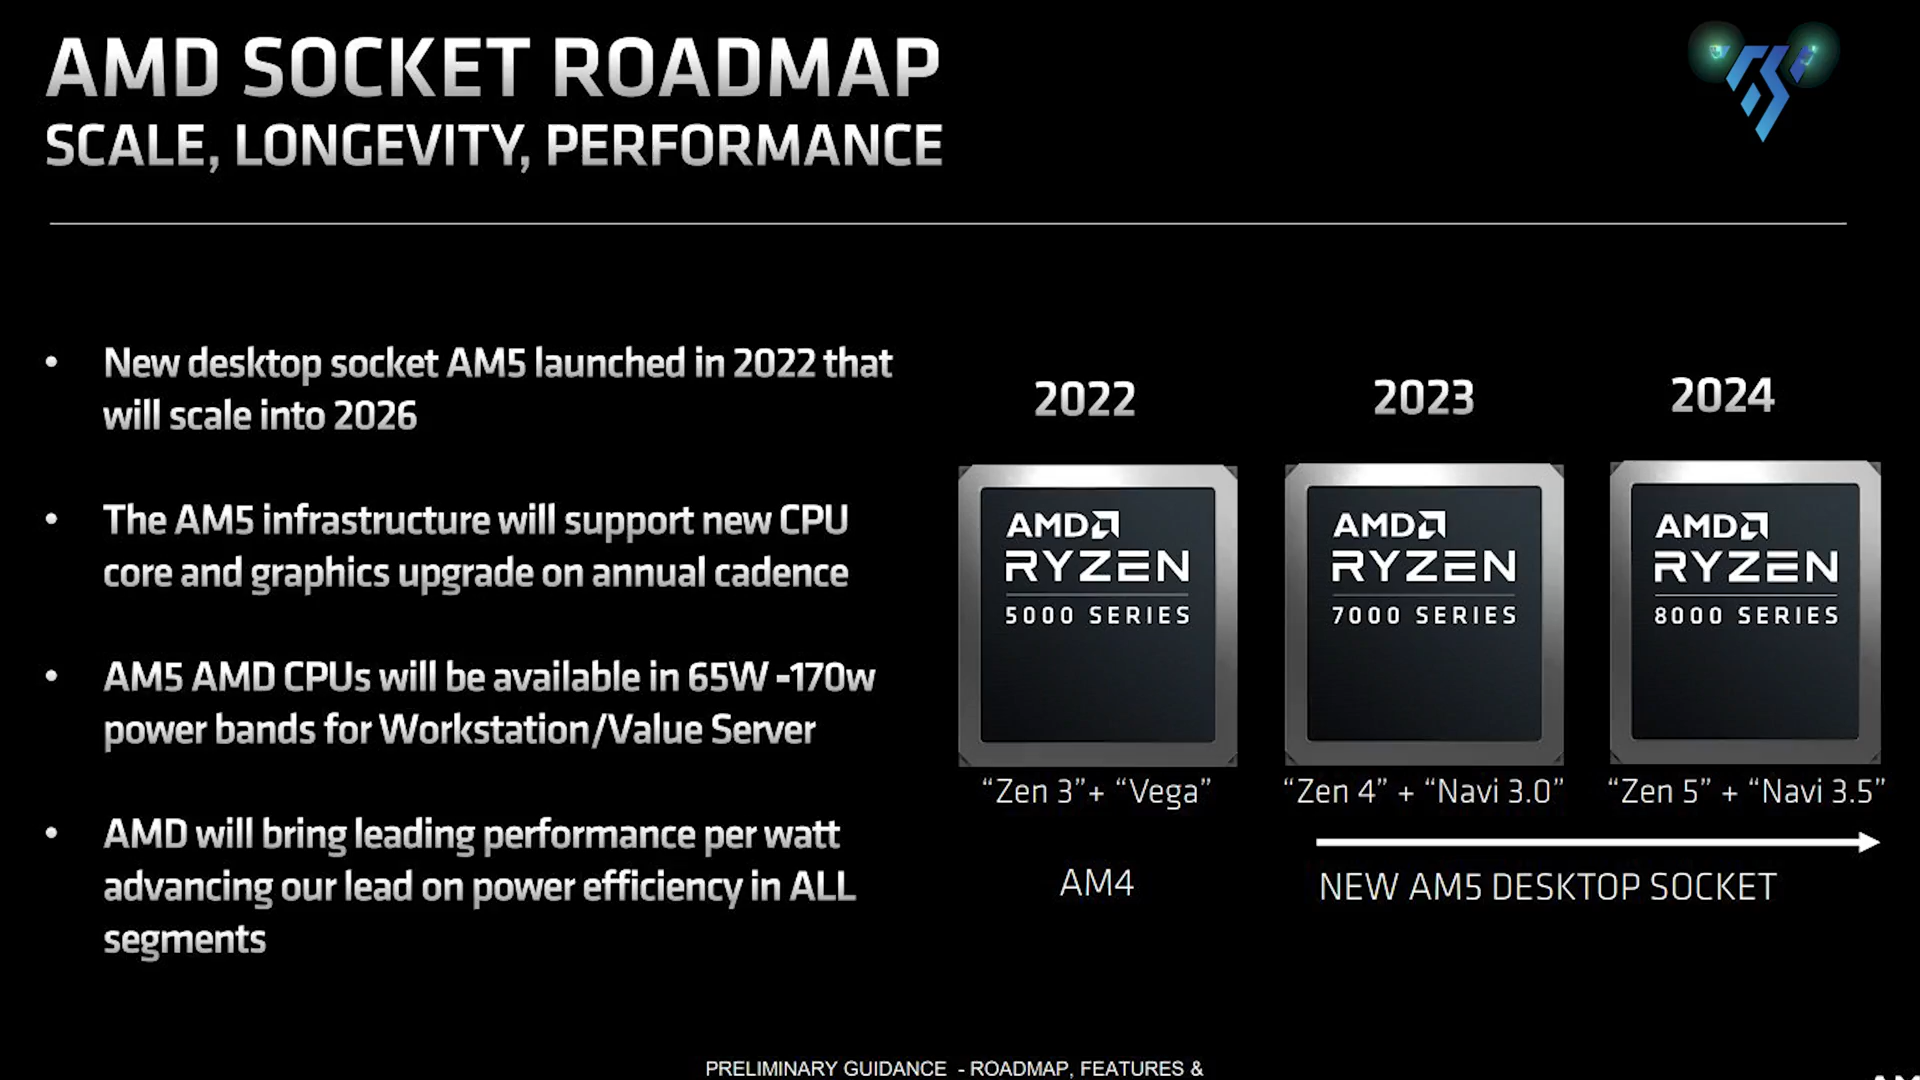 AMD SOCKET ROADMAP
SCALE, LONGEVITY, PERFORMANCE
• New desktop socket AM5 launched in 2022 that
will scale into 2026
• The AM5 infrastructure will support new CPU
core and graphics upgrade on annual cadence
• AM5 AMD CPUs will be available in 65W -170w
power bands for Workstation/Value Server
• AMD will bring leading performance per watt
advancing our lead on power efficiency in ALL
segments
2022
AMD
RYZEN
5000 SERIES
“Zen 3”+ “Vega”
AM4
2023
AMD
RYZEN
7000 SERIES
“Zen 4” + “Navi 3.0”
2024
AMD
RYZEN
8000 SERIES
“Zen 5” + “Navi 3.5”
NEW AM5 DESKTOP SOCKET
PRELIMINARY GUIDANCE - ROADMAP, FEATURES &